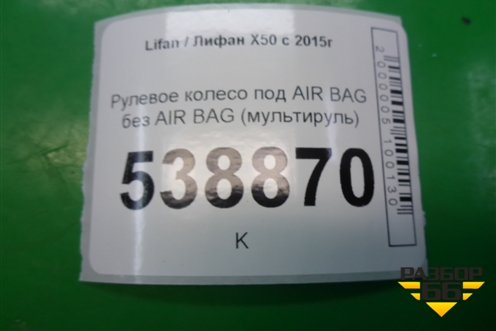 Lifan / Лифан X50 с 2015г
Рулевое колесо под AIR BAG
без AIR BAG (мультируль)
538870
К
2000005100130
РАЗБОР
66